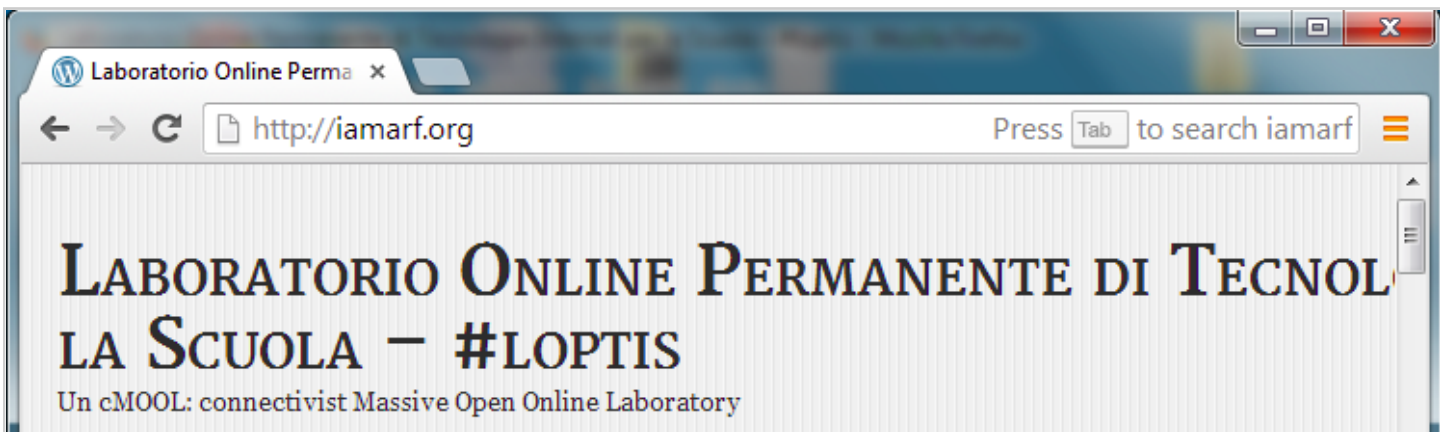 Laboratorio Online Perma
http://iamarf.org Press Tab to search iamarf
Laboratorio Online Permanente di Tecnol
la Scuola – #loptis
Un cMOOL: connectivist Massive Open Online Laboratory